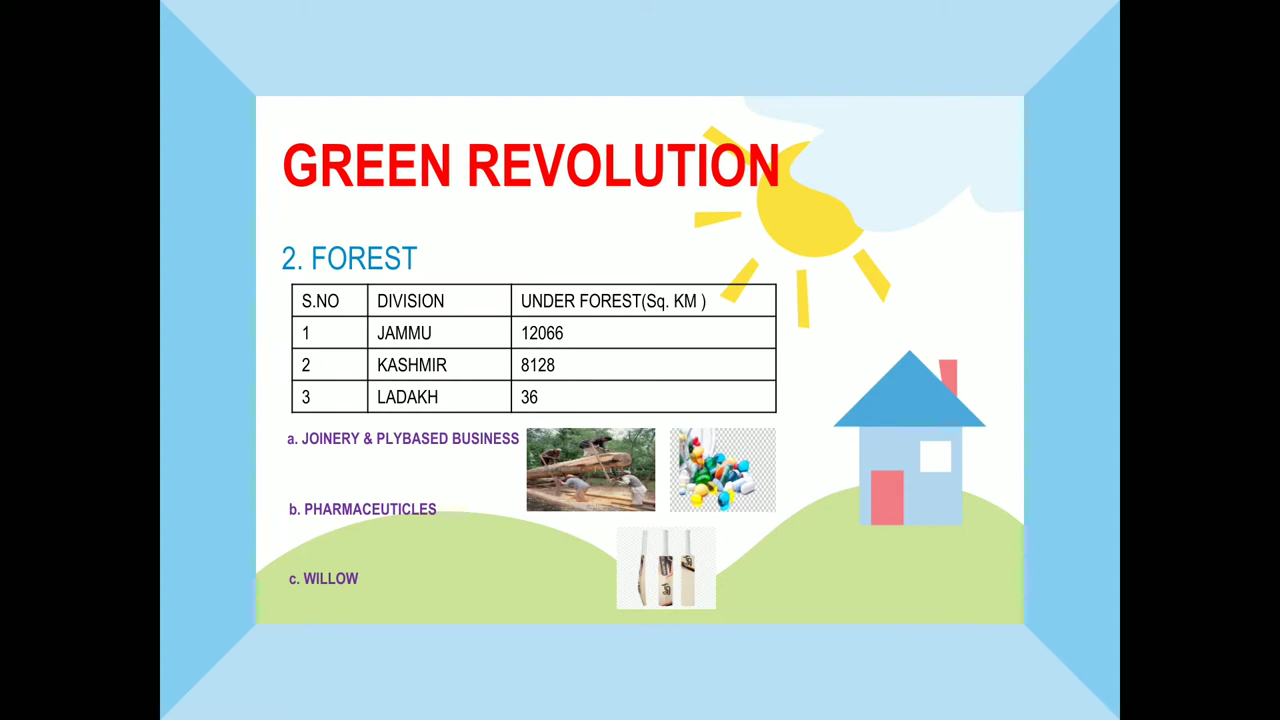 GREEN REVOLUTION
2. FOREST
S.NO DIVISION UNDER FOREST(Sq. KM )
1 JAMMU 12066
2 KASHMIR 8128
3 LADAKH 36
a. JOINERY & PLYBASED BUSINESS
b. PHARMACEUTICLES
c. WILLOW